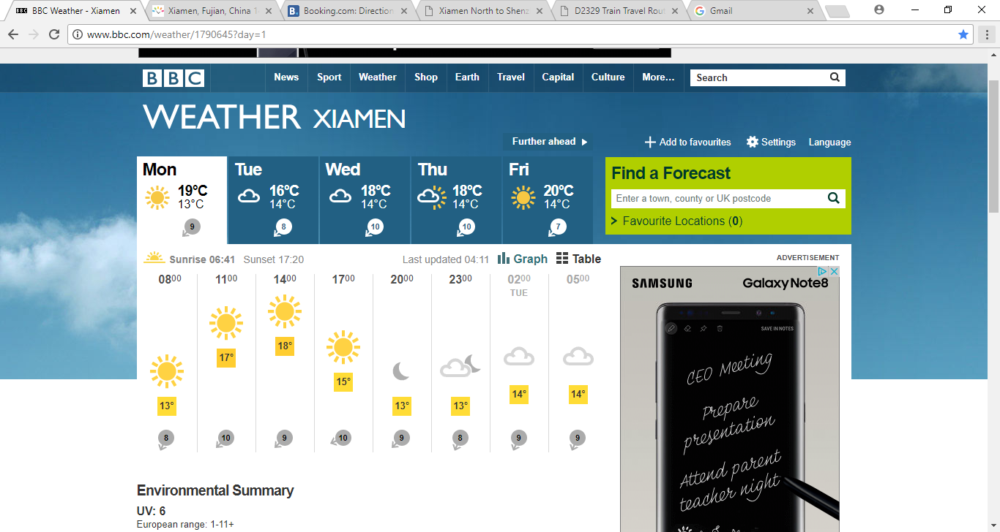 BBC Weather - Xiamen
Xiamen, Fujian, China 1
Booking.com: Direction
Xiamen North to Shenz
D2329 Train Travel Rout
Gmail
www.bbc.com/weather/1790645?day=1
BBC
News
Sport
Weather
Shop
Earth
Travel
Capital
Culture
More...
Search
WEATHER XIAMEN
Further ahead
Add to favourites
Settings
Language
Mon
19°C
13°C
9
Tue
16°C
14°C
8
Wed
18°C
14°C
10
Thu
18°C
14°C
10
Fri
20°C
14°C
7
Find a Forecast
Enter a town, county or UK postcode
> Favourite Locations (0)
Sunrise 06:41 Sunset 17:20
Last updated 04:11
Graph
Table
ADVERTISEMENT
0800 1100 1400 1700 2000 2300 0200 0500
TUE
13° 17° 18° 15° 13° 13° 14° 14°
8 10 9 10 9 8 9 9
Environmental Summary
UV: 6
European range: 1-11+
SAMSUNG
Galaxy Note8
SAVE IN NOTES
CEO Meeting
Prepare
presentation
Attend parent
teacher night